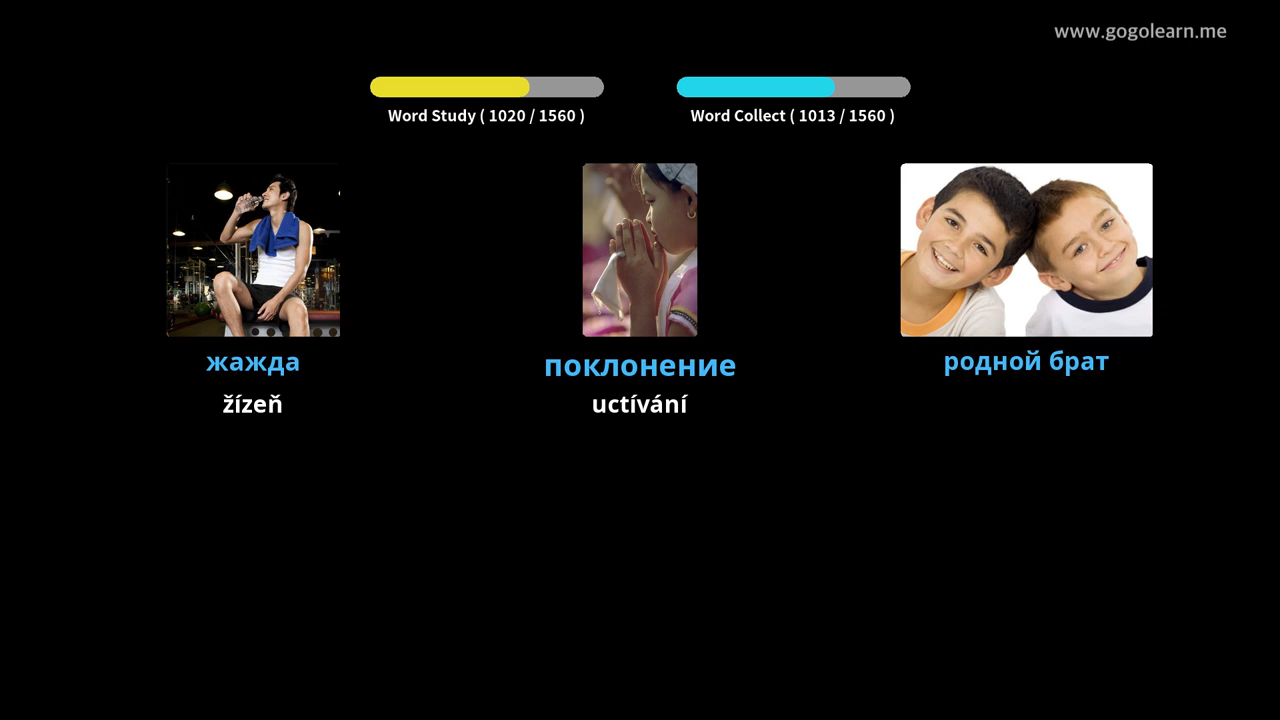 www.gogolearn.me
Word Study ( 1020 / 1560 )
Word Collect ( 1013 / 1560 )
жажда
поклонение
родной брат
žízeň
uctívání